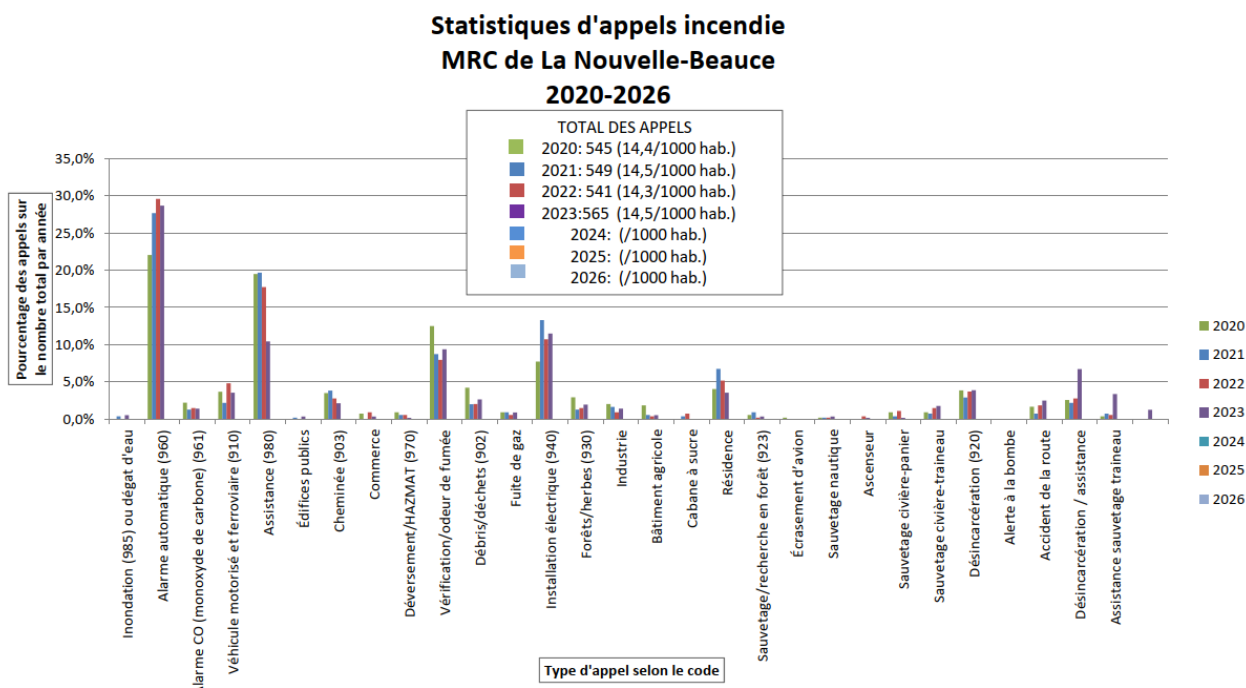 Statistiques d'appels incendie
MRC de La Nouvelle-Beauce
2020-2026
TOTAL DES APPELS
2020: 545 (14,4/1000 hab.)
2021: 549 (14,5/1000 hab.)
2022: 541 (14,3/1000 hab.)
2023:565 (14,5/1000 hab.)
2024: (/1000 hab.)
2025: (/1000 hab.)
2026: (/1000 hab.)
Pourcentage des appels sur
le nombre total par année
35,0%
30,0%
25,0%
20,0%
15,0%
10,0%
5,0%
0,0%
Inondation (985) ou dégat d'eau
Alarme automatique (960)
Alarme CO (monoxyde de carbone) (961)
Véhicule motorisé et ferroviaire (910)
Assistance (980)
Édifices publics
Cheminée (903)
Commerce
Déversement/HAZMAT (970)
Vérification/odeur de fumée
Débris/déchets (902)
Fuite de gaz
Installation électrique (940)
Forêts/herbes (930)
Industrie
Bâtiment agricole
Cabane à sucre
Résidence
Sauvetage/recherche en forêt (923)
Écrasement d'avion
Sauvetage nautique
Ascenseur
Sauvetage civière-panier
Sauvetage civière-traineau
Désincarcération (920)
Alerte à la bombe
Accident de la route
Désincarcération / assistance
Assistance sauvetage traineau
Type d'appel selon le code
2020
2021
2022
2023
2024
2025
2026